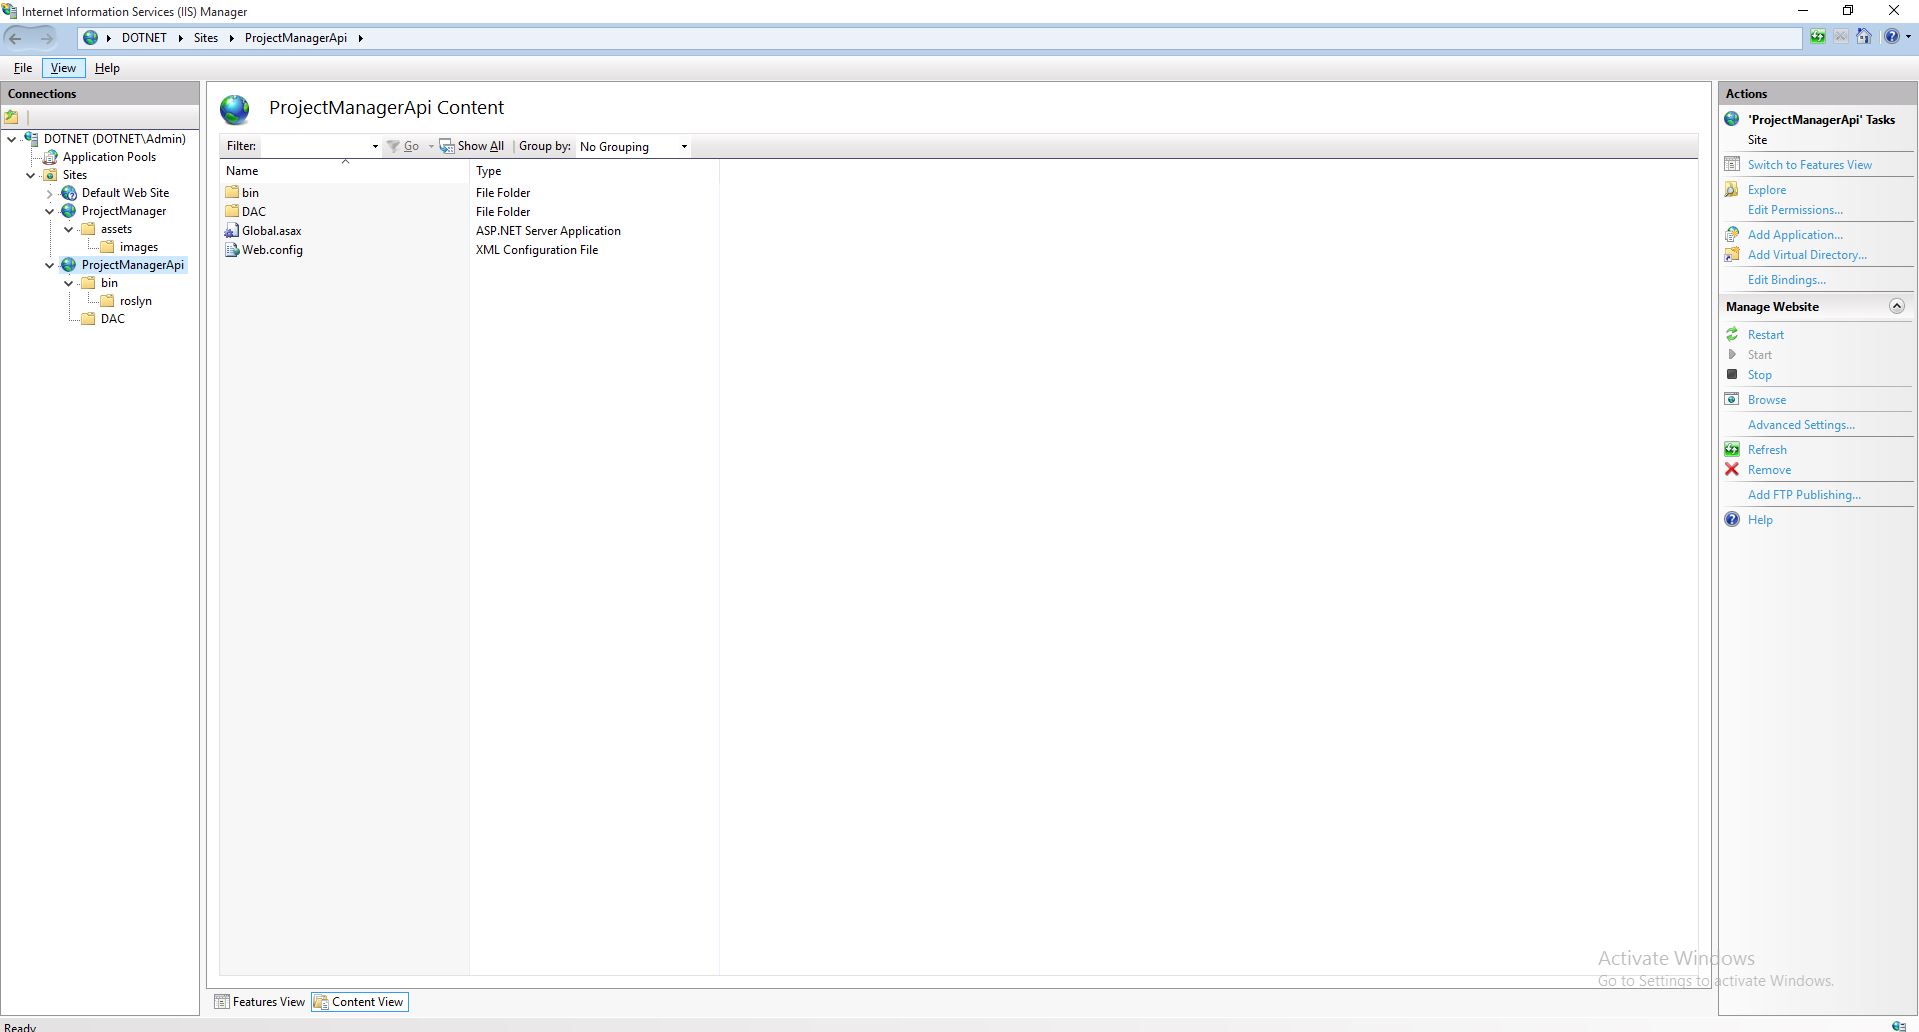 Internet Information Services (IIS) Manager
DOTNET Sites ProjectManagerApi
File View Help
Connections
DOTNET (DOTNET\Admin)
Application Pools
Sites
Default Web Site
ProjectManager
assets
images
ProjectManagerApi
bin
roslyn
DAC
ProjectManagerApi Content
Filter: Go Show All Group by: No Grouping
Name Type
bin File Folder
DAC File Folder
Global.asax ASP.NET Server Application
Web.config XML Configuration File
Features View Content View
Actions
'ProjectManagerApi' Tasks
Site
Switch to Features View
Explore
Edit Permissions...
Add Application...
Add Virtual Directory...
Edit Bindings...
Manage Website
Restart
Start
Stop
Browse
Advanced Settings...
Refresh
Remove
Add FTP Publishing...
Help
Activate Windows
Go to Settings to activate Windows.
Ready